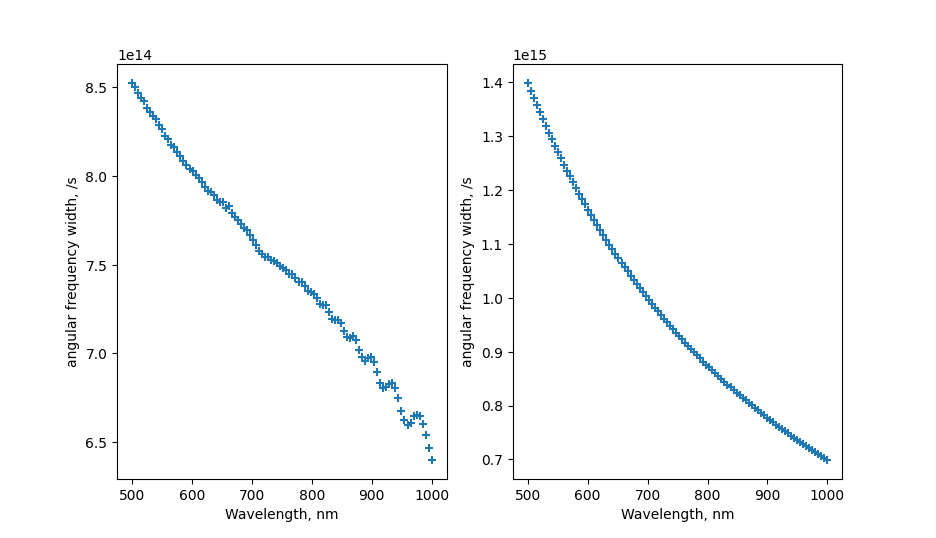 1e14
8.5
8.0
7.5
7.0
6.5
angular frequency width, /s
500 600 700 800 900 1000
Wavelength, nm
1e15
1.4
1.3
1.2
1.1
1.0
0.9
0.8
0.7
angular frequency width, /s
500 600 700 800 900 1000
Wavelength, nm